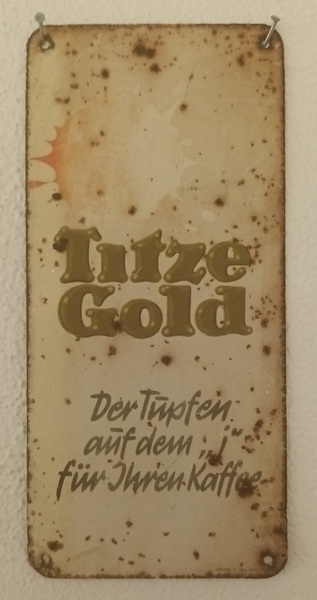 Titze
Gold
Der Tupfen
auf dem „i“
für Ihren Kaffee